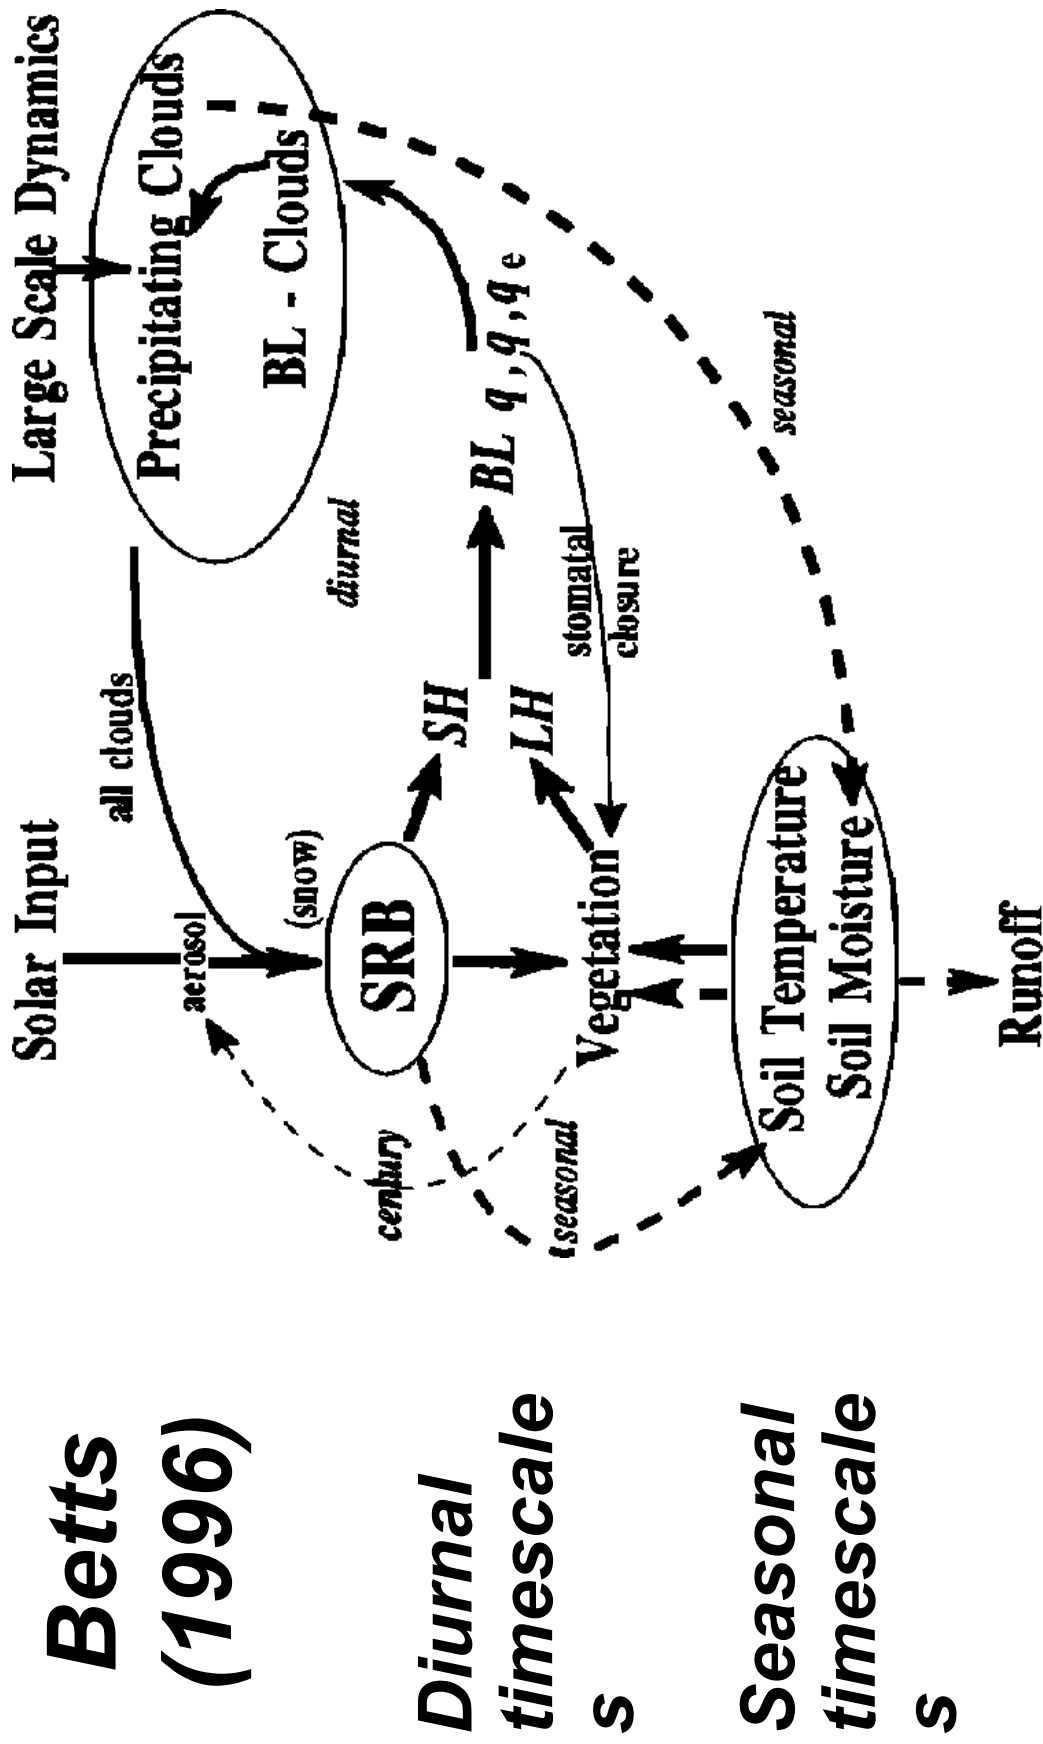 Betts
(1996)
Solar Input
Large Scale Dynamics
all clouds
aerosol
Precipitating Clouds
BL - Clouds
(snow)
diurnal
century
SRB
Diurnal
timescale
s
SH
LH
BL q,q,q e
seasonal
Vegetation
stomatal
closure
seasonal
Seasonal
timescale
s
Soil Temperature
Soil Moisture
Runoff